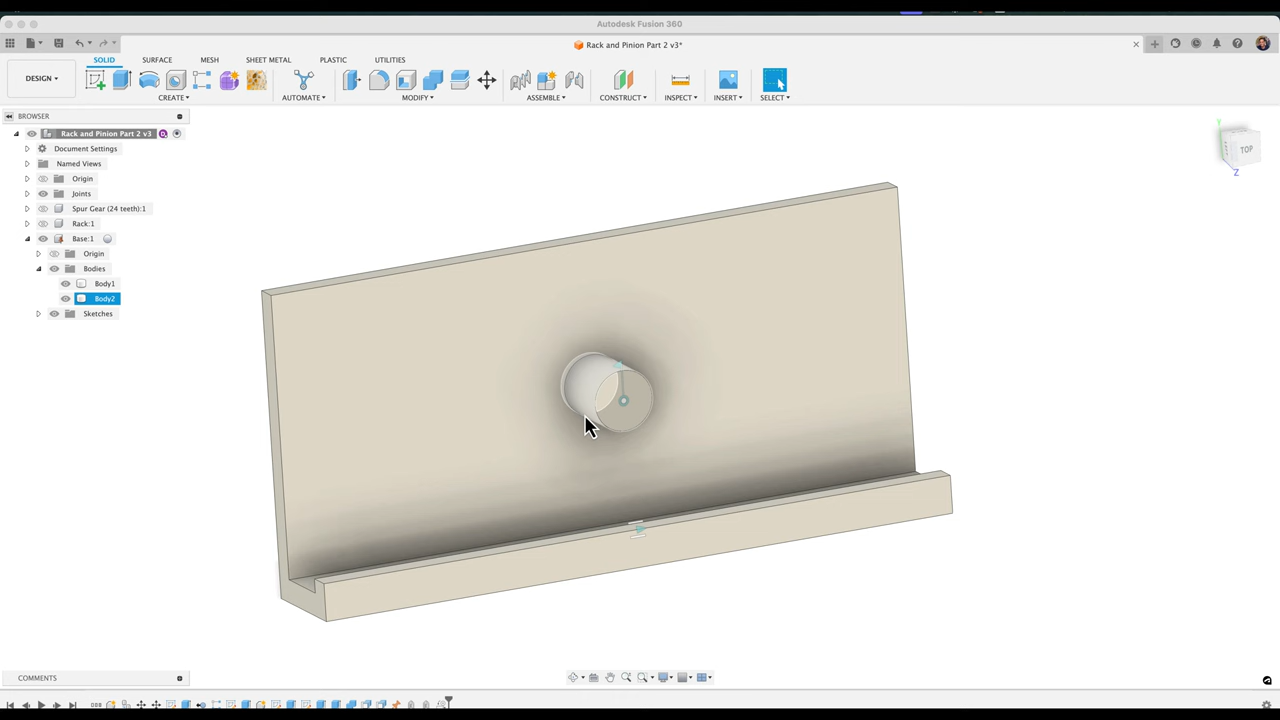 Autodesk Fusion 360
Rack and Pinion Part 2 v3*
SOLID SURFACE MESH SHEET METAL PLASTIC UTILITIES
DESIGN
CREATE AUTOMATE MODIFY ASSEMBLE CONSTRUCT INSPECT INSERT SELECT
BROWSER
Rack and Pinion Part 2 v3
Document Settings
Named Views
Origin
Joints
Spur Gear (24 teeth):1
Rack:1
Base:1
Origin
Bodies
Body1
Body2
Sketches
TOP
Z
COMMENTS